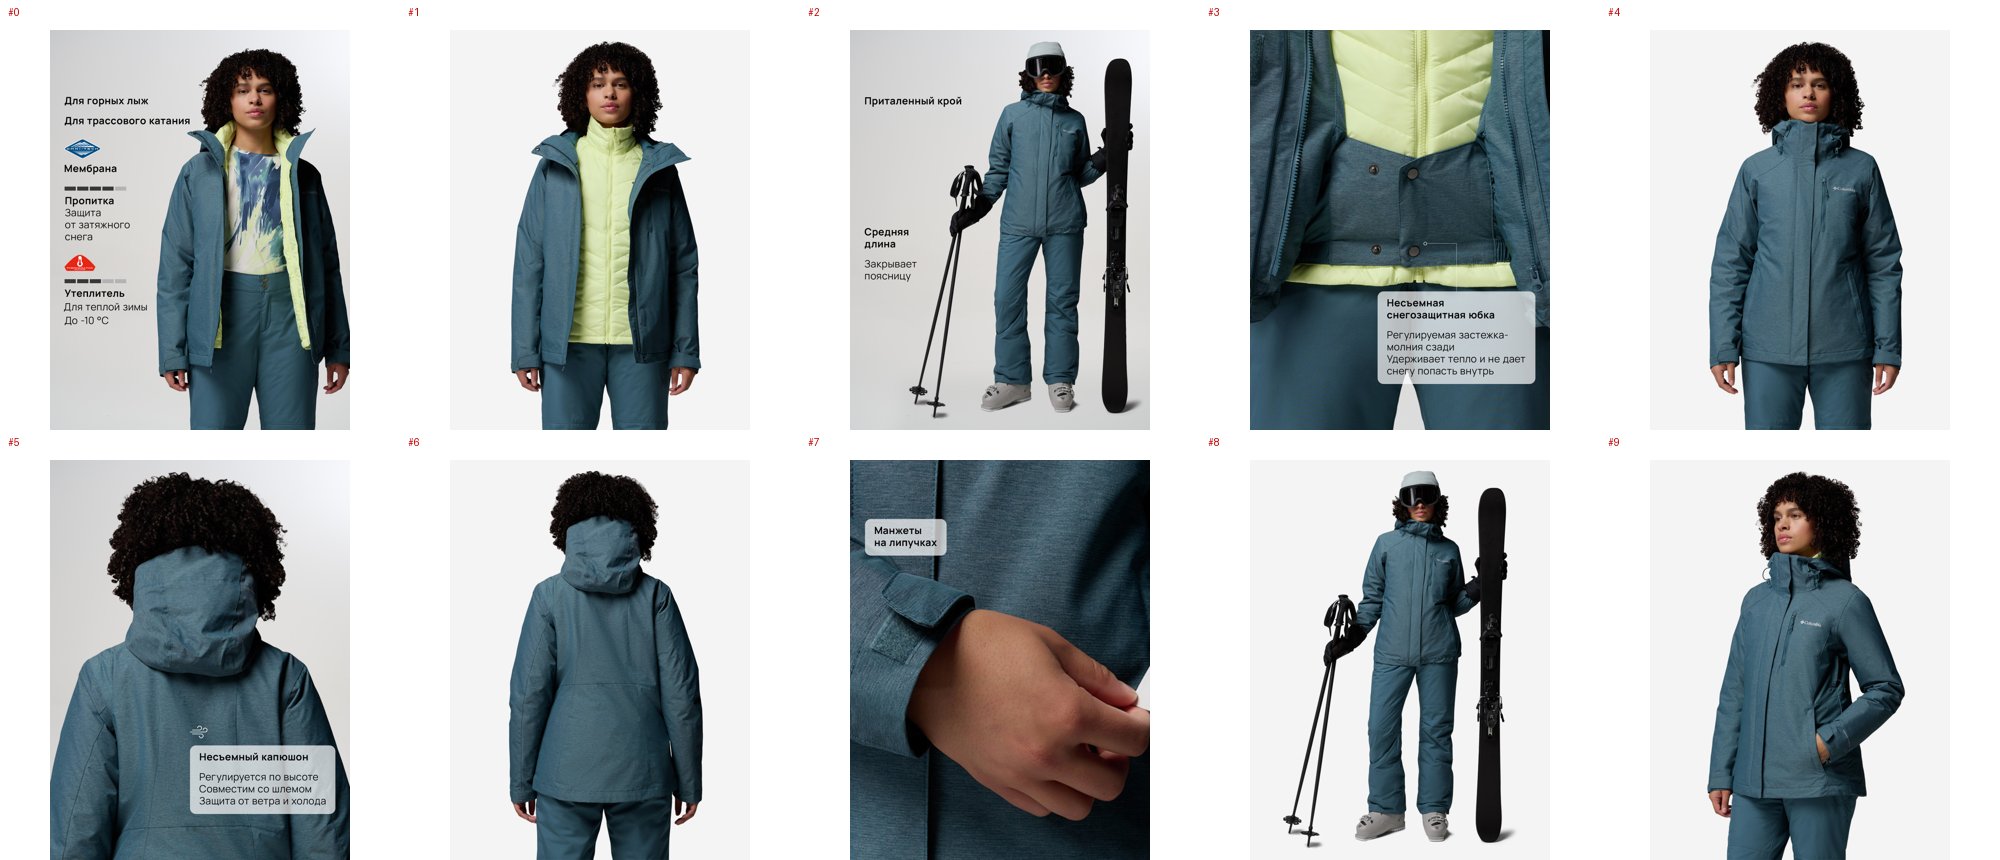 #0
Для горных лыж
Для трассового катания
Мембрана
Пропитка
Защита
от затяжного
снега
Утеплитель
Для теплой зимы
До -10 °C
#1
#2
Приталенный крой
Средняя
длина
Закрывает
поясницу
#3
Несъемная
снегозащитная юбка
Регулируемая застежка-
молния сзади
Удерживает тепло и не дает
снегу попасть внутрь
#4
Columbia
#5
Несъемный капюшон
Регулируется по высоте
Совместим со шлемом
Защита от ветра и холода
#6
#7
Манжеты
на липучках
#8
#9
Columbia